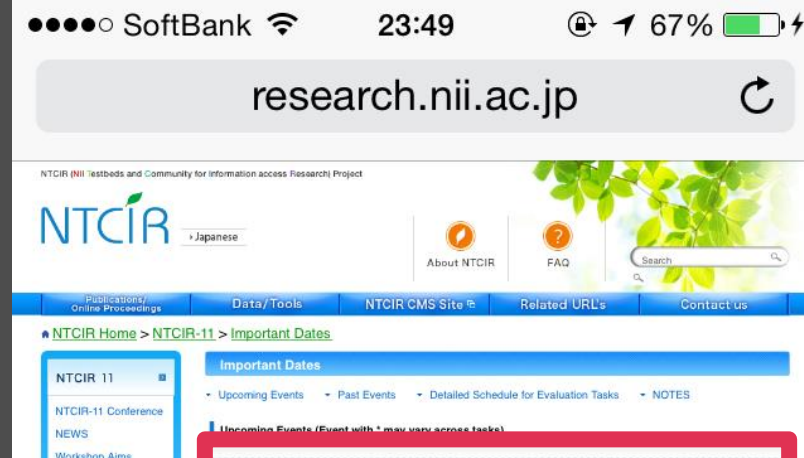 SoftBank 23:49 67%
research.nii.ac.jp
NTCIR (NII Testbeds and Community for Information access Research) Project
NTCIR
Japanese
About NTCIR
FAQ
Search
Publications/
Online Proceedings
Data/Tools
NTCIR CMS Site
Related URL's
Contact us
NTCIR Home > NTCIR-11 > Important Dates
NTCIR 11
NTCIR-11 Conference
NEWS
Workshop Aims
Important Dates
Upcoming Events
Past Events
Detailed Schedule for Evaluation Tasks
NOTES
Upcoming Events (Event with * may vary across tasks)